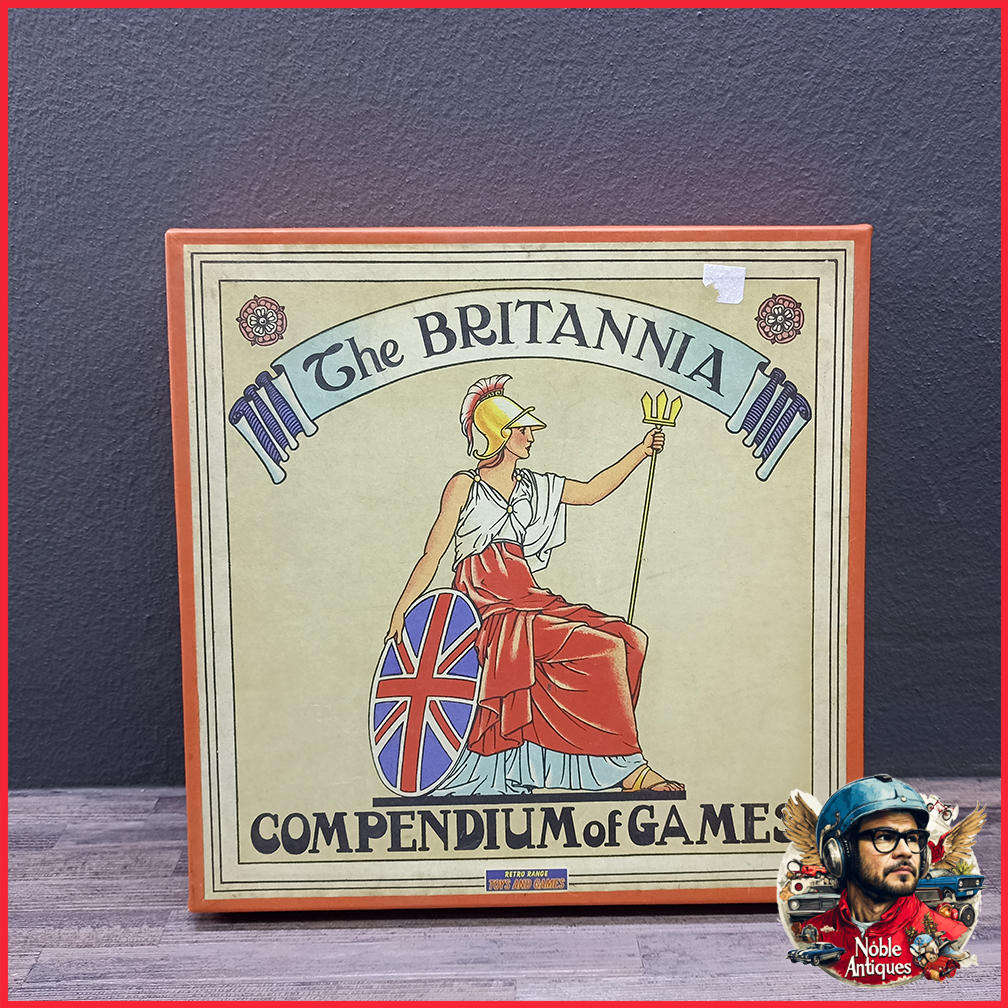 The BRITANNIA
COMPENDIUM of GAMES
RETRO RANGE
TOYS AND GAMES
Noble
Antiques